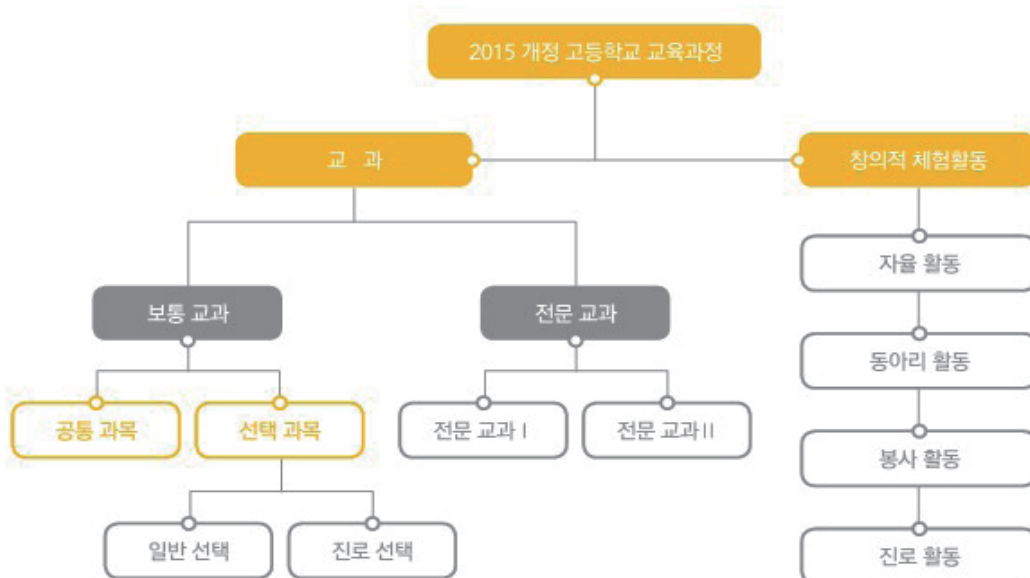 2015 개정 고등학교 교육과정
교 과
창의적 체험활동
자율 활동
보통 교과
전문 교과
동아리 활동
공통 과목
선택 과목
전문 교과 I
전문 교과 II
봉사 활동
일반 선택
진로 선택
진로 활동